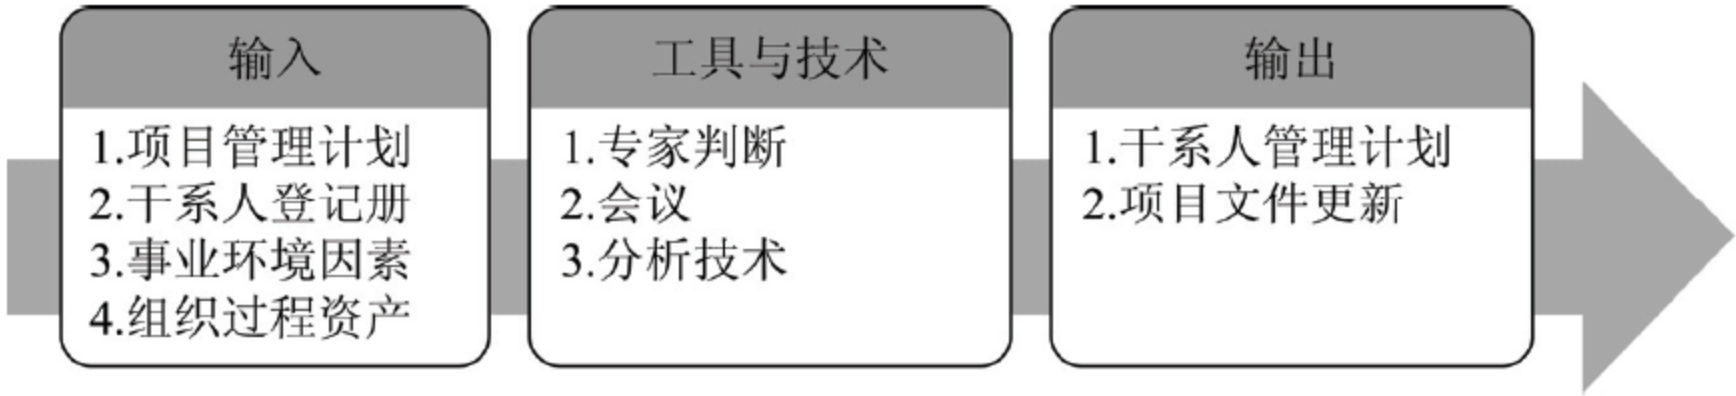 输入
1.项目管理计划
2.干系人登记册
3.事业环境因素
4.组织过程资产
工具与技术
1.专家判断
2.会议
3.分析技术
输出
1.干系人管理计划
2.项目文件更新